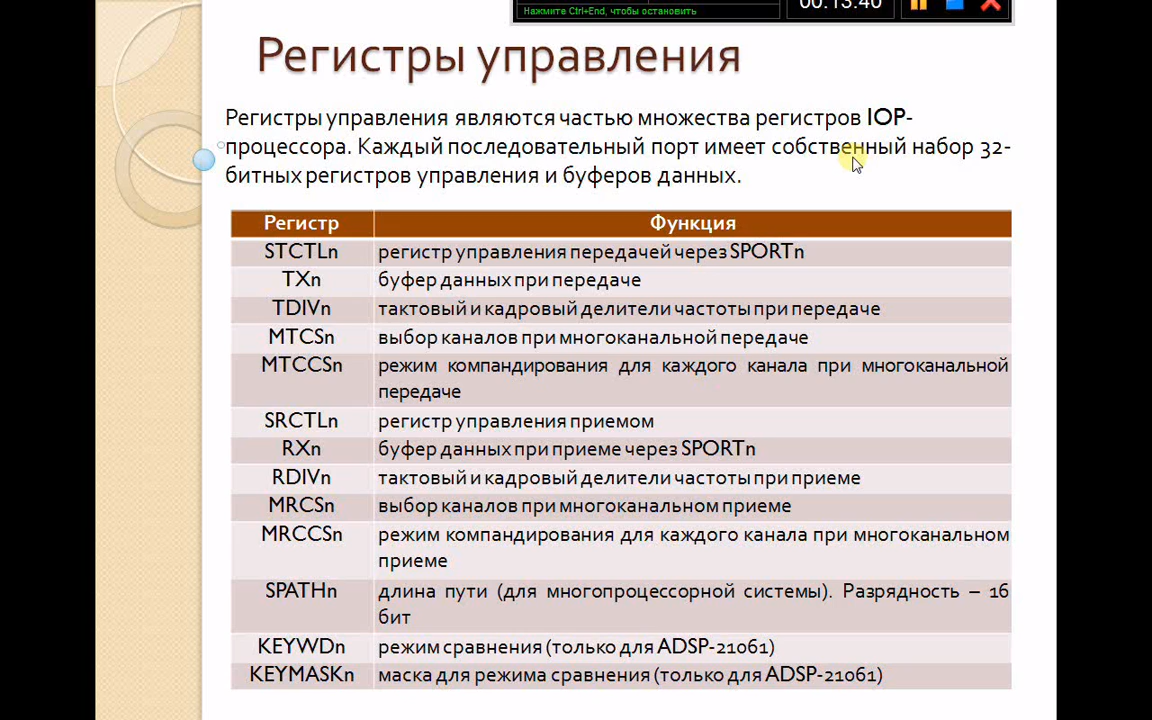 Нажмите Ctrl+End, чтобы остановить
00:13:40
Регистры управления
Регистры управления являются частью множества регистров IOP-
процессора. Каждый последовательный порт имеет собственный набор 32-
битных регистров управления и буферов данных.
Регистр Функция
STCTLn регистр управления передачей через SPORTn
TXn буфер данных при передаче
TDIVn тактовый и кадровый делители частоты при передаче
MTCSn выбор каналов при многоканальной передаче
MTCCSn режим компандирования для каждого канала при многоканальной
передаче
SRCTLn регистр управления приемом
RXn буфер данных при приеме через SPORTn
RDIVn тактовый и кадровый делители частоты при приеме
MRCSn выбор каналов при многоканальном приеме
MRCCSn режим компандирования для каждого канала при многоканальном
приеме
SPATHn длина пути (для многопроцессорной системы). Разрядность – 16
бит
KEYWDn режим сравнения (только для ADSP-21061)
KEYMASKn маска для режима сравнения (только для ADSP-21061)